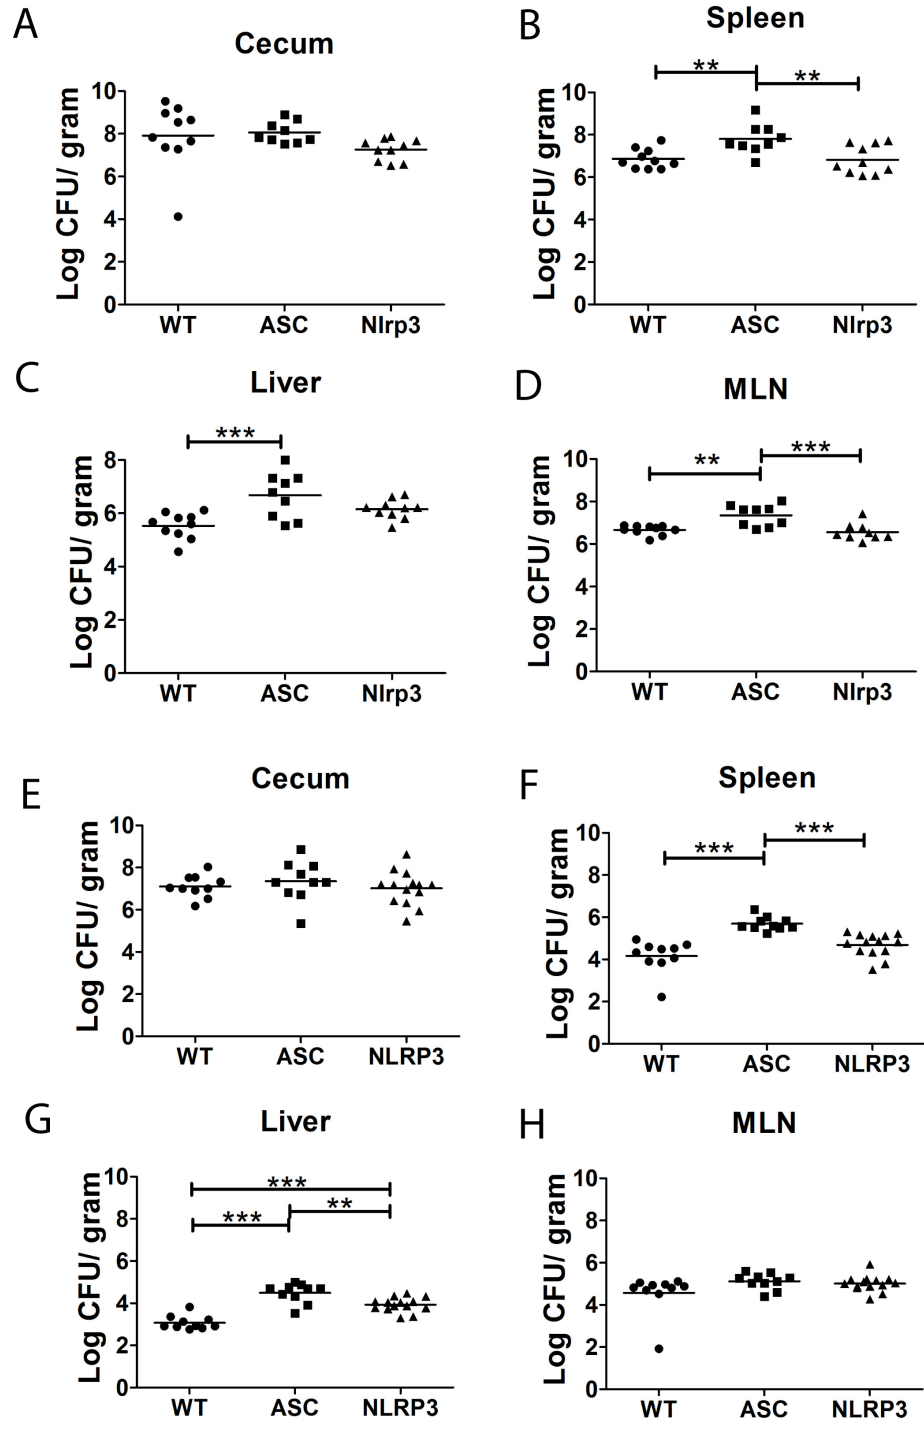 A
Cecum
Log CFU/ gram
10
8
6
4
2
0
WT ASC Nlrp3
B
Spleen
** **
Log CFU/ gram
10
8
6
4
2
0
WT ASC Nlrp3
C
Liver
***
Log CFU/ gram
8
6
4
2
0
WT ASC Nlrp3
D
MLN
** ***
Log CFU/ gram
10
8
6
4
2
0
WT ASC Nlrp3
E
Cecum
Log CFU/ gram
10
8
6
4
2
0
WT ASC NLRP3
F
Spleen
*** ***
Log CFU/ gram
10
8
6
4
2
0
WT ASC NLRP3
G
Liver
***
*** **
Log CFU/ gram
10
8
6
4
2
0
WT ASC NLRP3
H
MLN
Log CFU/ gram
10
8
6
4
2
0
WT ASC NLRP3